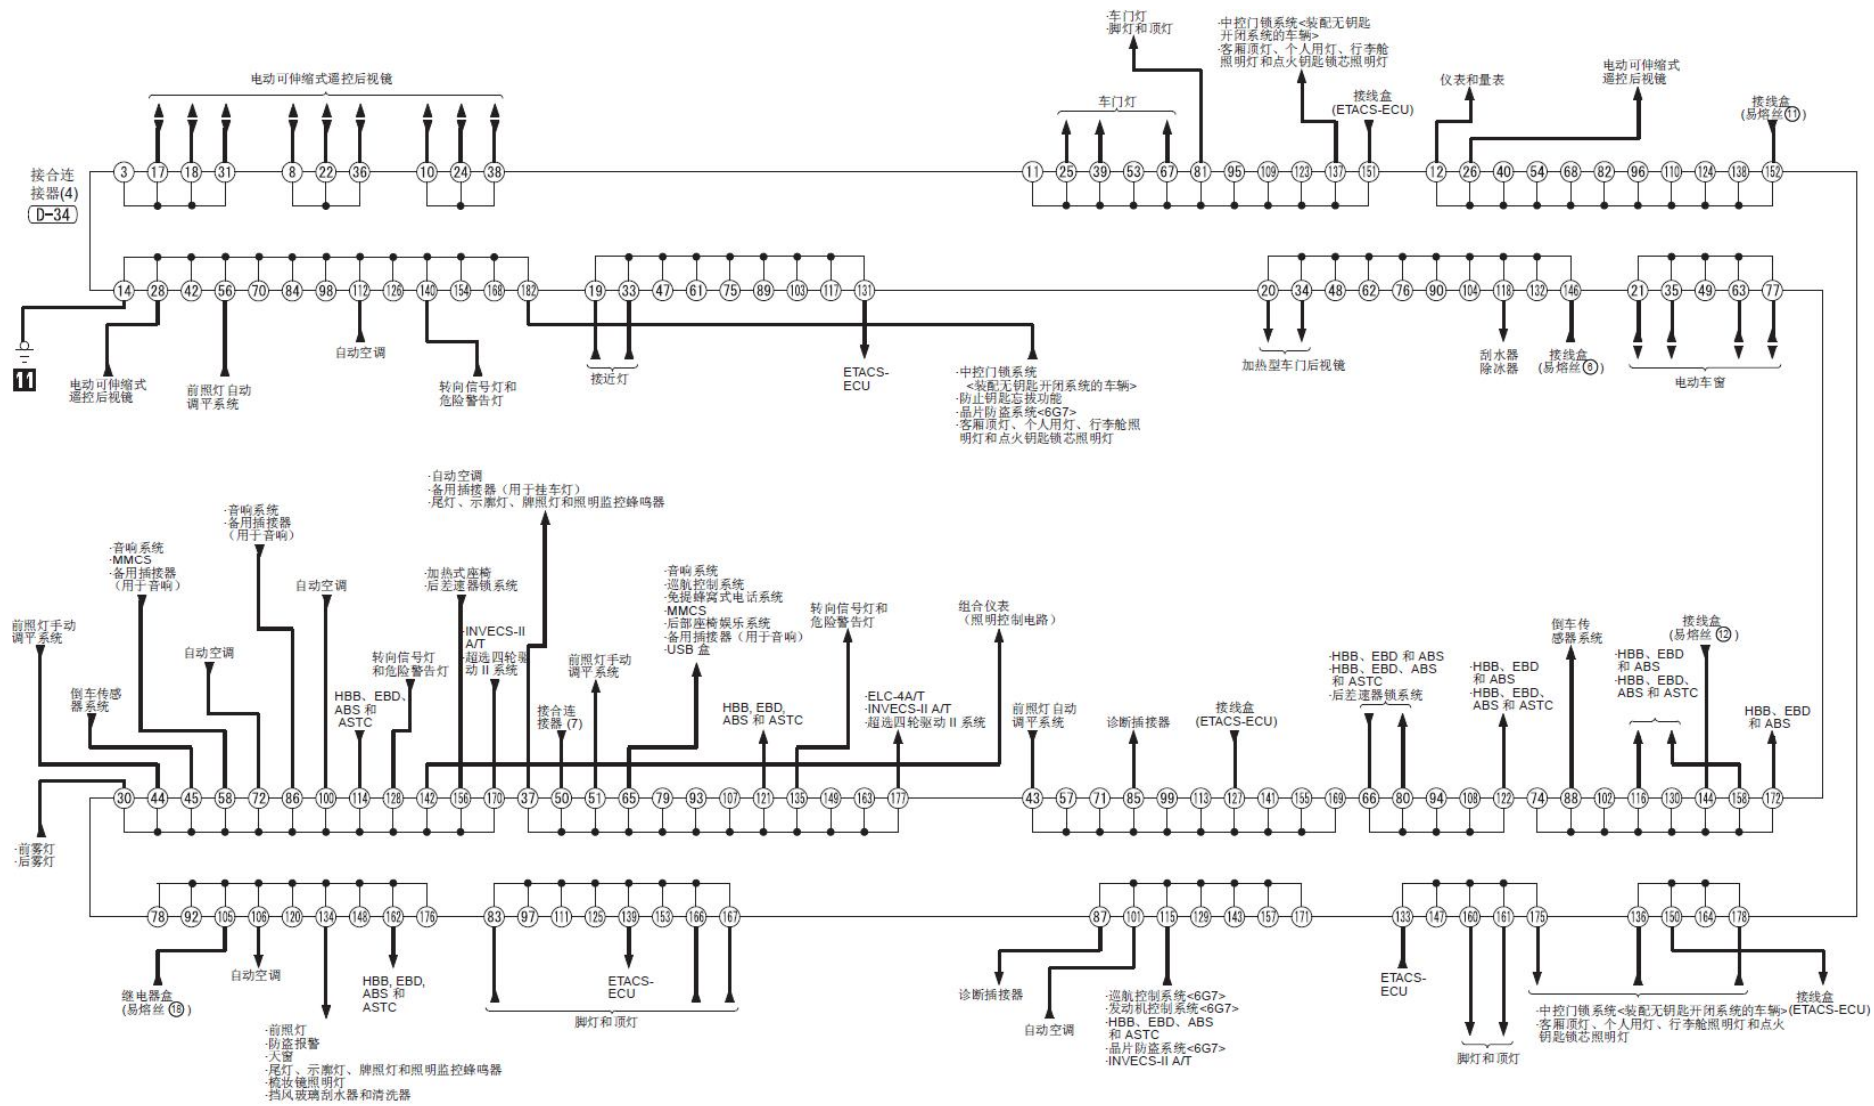 ·车门灯
·脚灯和顶灯
·中控门锁系统<装配无钥匙
开闭系统的车辆>
·客厢顶灯、个人用灯、行李舱
照明灯和点火钥匙锁芯照明灯
电动可伸缩式遥控后视镜
车门灯
接线盒
(ETACS-ECU)
仪表和量表
电动可伸缩式
遥控后视镜
接线盒
(易熔丝⑪)
接合连
接器(4)
D-34
3 17 18 31 8 22 36 10 24 38 11 25 39 53 67 81 95 109 123 137 151 12 26 40 54 68 82 96 110 124 138 152
14 28 42 56 70 84 98 112 126 140 154 168 182 19 33 47 61 75 89 103 117 131 20 34 48 62 76 90 104 118 132 146 21 35 49 63 77
11
电动可伸缩式
遥控后视镜
前照灯自动
调平系统
自动空调
转向信号灯和
危险警告灯
接近灯
ETACS-
ECU
·中控门锁系统
<装配无钥匙开闭系统的车辆>
·防止钥匙忘拔功能
·晶片防盗系统<6G7>
·客厢顶灯、个人用灯、行李舱照
明灯和点火钥匙锁芯照明灯
加热型车门后视镜
刮水器
除冰器
接线盒
(易熔丝⑥)
电动车窗
前照灯手动
调平系统
倒车传感
器系统
·音响系统
·MMCS
·备用插接器
（用于音响）
自动空调
·音响系统
·备用插接器
（用于音响）
自动空调
HBB、EBD、
ABS 和
ASTC
转向信号灯
和危险警告灯
·加热式座椅
·后差速器锁系统
·INVECS-II
A/T
·超选四轮驱
动 II 系统
·自动空调
·备用插接器（用于挂车灯）
·尾灯、示廓灯、牌照灯和照明监控蜂鸣器
接合连
接器 (7)
前照灯手动
调平系统
·音响系统
·巡航控制系统
·免提蜂窝式电话系统
·MMCS
·后部座椅娱乐系统
·备用插接器（用于音响）
·USB 盒
HBB, EBD,
ABS 和 ASTC
转向信号灯和
危险警告灯
·ELC-4A/T
·INVECS-II A/T
·超选四轮驱动 II 系统
组合仪表
（照明控制电路）
前照灯自动
调平系统
诊断插接器
接线盒
(ETACS-ECU)
·HBB、EBD 和 ABS
·HBB、EBD、ABS
和 ASTC
·后差速器锁系统
·HBB、EBD
和 ABS
·HBB、EBD、
ABS 和 ASTC
倒车传
感器系统
·HBB、EBD
和 ABS
·HBB、EBD、
ABS 和 ASTC
接线盒
(易熔丝⑫)
HBB、EBD
和 ABS
30 44 45 58 72 86 100 114 128 142 156 170 37 50 51 65 79 93 107 121 135 149 163 177 43 57 71 85 99 113 127 141 155 169 66 80 94 108 122 74 88 102 116 130 144 158 172
·前雾灯
·后雾灯
78 92 105 106 120 134 148 162 176 83 97 111 125 139 153 166 167 87 101 115 129 143 157 171 133 147 160 161 175 136 150 164 178
继电器盒
(易熔丝⑱)
自动空调
·前照灯
·防盗报警
·天窗
·尾灯、示廓灯、牌照灯和照明监控蜂鸣器
·梳妆镜照明灯
·挡风玻璃刮水器和清洗器
HBB, EBD,
ABS 和
ASTC
ETACS-
ECU
脚灯和顶灯
诊断插接器
自动空调
·巡航控制系统<6G7>
·发动机控制系统<6G7>
·HBB、EBD、ABS
和 ASTC
·晶片防盗系统<6G7>
·INVECS-II A/T
ETACS-
ECU
脚灯和顶灯
·中控门锁系统<装配无钥匙开闭系统的车辆>
·客厢顶灯、个人用灯、行李舱照明灯和点火
钥匙锁芯照明灯
接线盒
(ETACS-ECU)